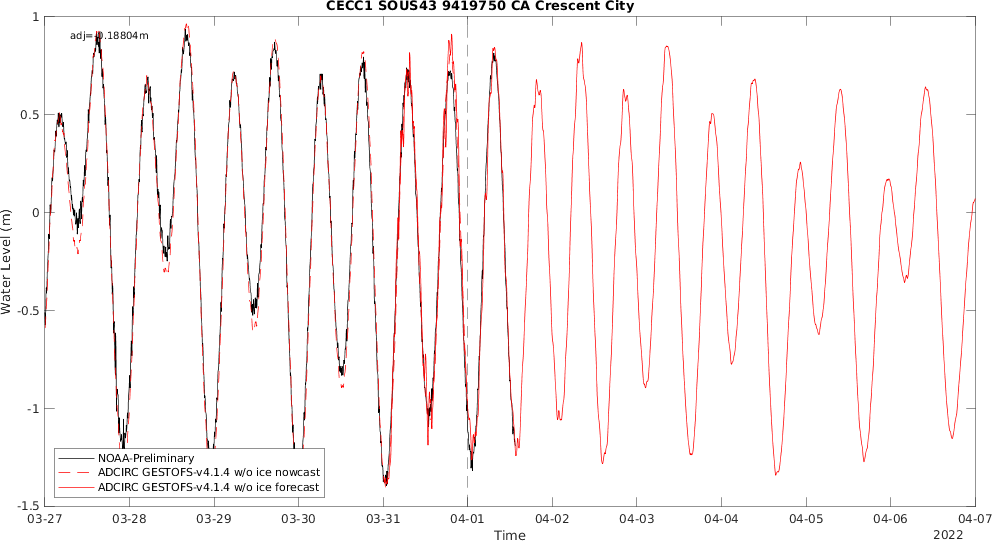 CECC1 SOUS43 9419750 CA Crescent City
adj=-0.18804m
Water Level (m)
1
0.5
0
-0.5
-1
-1.5
NOAA-Preliminary
ADCIRC GESTOFS-v4.1.4 w/o ice nowcast
ADCIRC GESTOFS-v4.1.4 w/o ice forecast
03-27 03-28 03-29 03-30 03-31 04-01 04-02 04-03 04-04 04-05 04-06 04-07
Time
2022